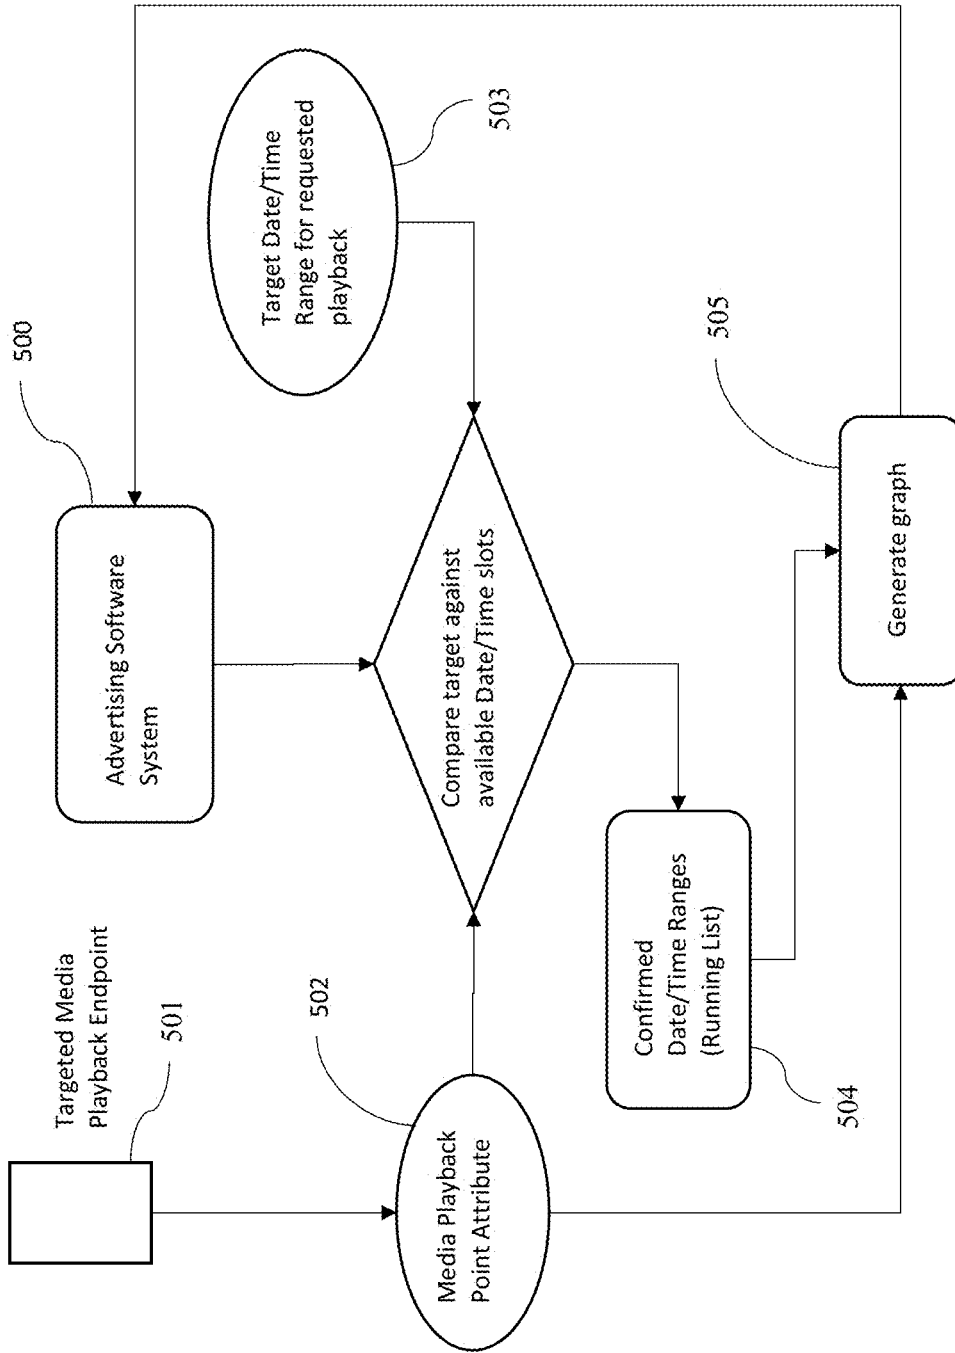 Targeted Media
Playback Endpoint
501
Advertising Software
System
500
Media Playback
Point Attribute
502
Compare target against
available Date/Time slots
Target Date/Time
Range for requested
playback
503
Confirmed
Date/Time Ranges
(Running List)
504
Generate graph
505